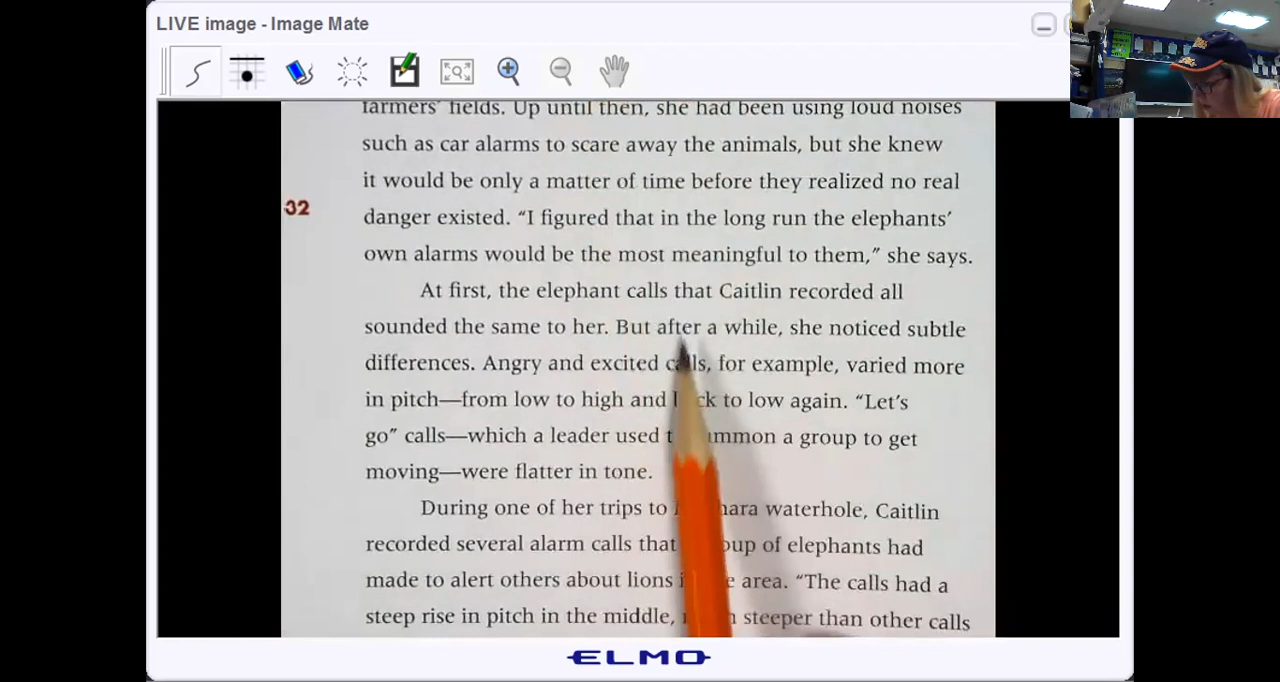 LIVE image - Image Mate
farmers' fields. Up until then, she had been using loud noises
such as car alarms to scare away the animals, but she knew
it would be only a matter of time before they realized no real
32
danger existed. “I figured that in the long run the elephants'
own alarms would be the most meaningful to them,” she says.
At first, the elephant calls that Caitlin recorded all
sounded the same to her. But after a while, she noticed subtle
differences. Angry and excited calls, for example, varied more
in pitch—from low to high and to low again. “Let's
go” calls—which a leader used a group to get
moving—were flatter in tone.
During one of her trips to waterhole, Caitlin
recorded several alarm calls that of elephants had
made to alert others about lions area. “The calls had a
steep rise in pitch in the middle, steeper than other calls
ELMO